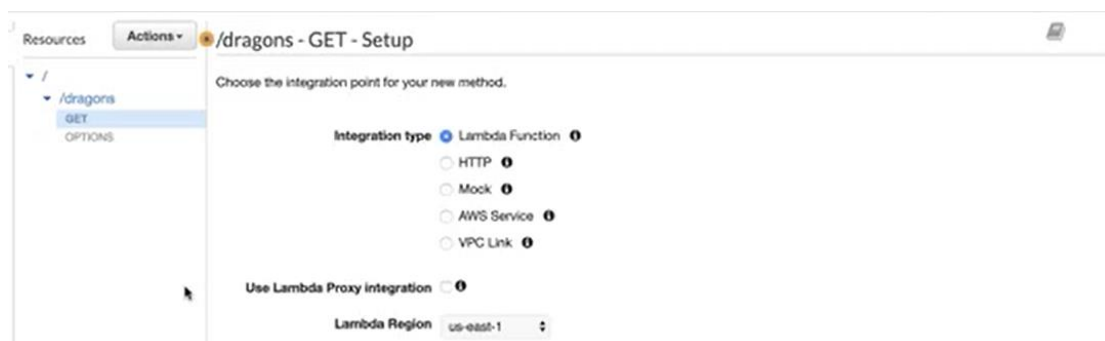 Resources
Actions
/dragons - GET - Setup
/
/dragons
GET
OPTIONS
Choose the integration point for your new method.
Integration type
Lambda Function
HTTP
Mock
AWS Service
VPC Link
Use Lambda Proxy integration
Lambda Region
us-east-1